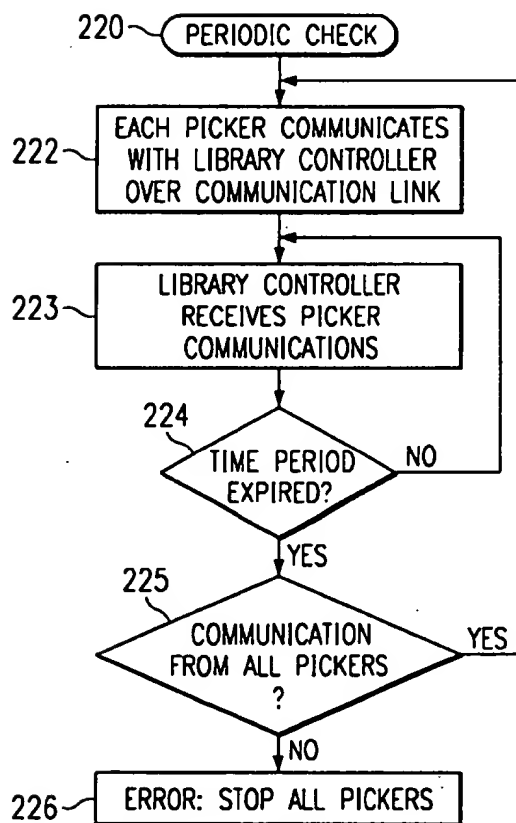 220
PERIODIC CHECK
222
EACH PICKER COMMUNICATES
WITH LIBRARY CONTROLLER
OVER COMMUNICATION LINK
223
LIBRARY CONTROLLER
RECEIVES PICKER
COMMUNICATIONS
224
TIME PERIOD
EXPIRED?
NO
YES
225
COMMUNICATION
FROM ALL PICKERS
?
YES
NO
226
ERROR: STOP ALL PICKERS